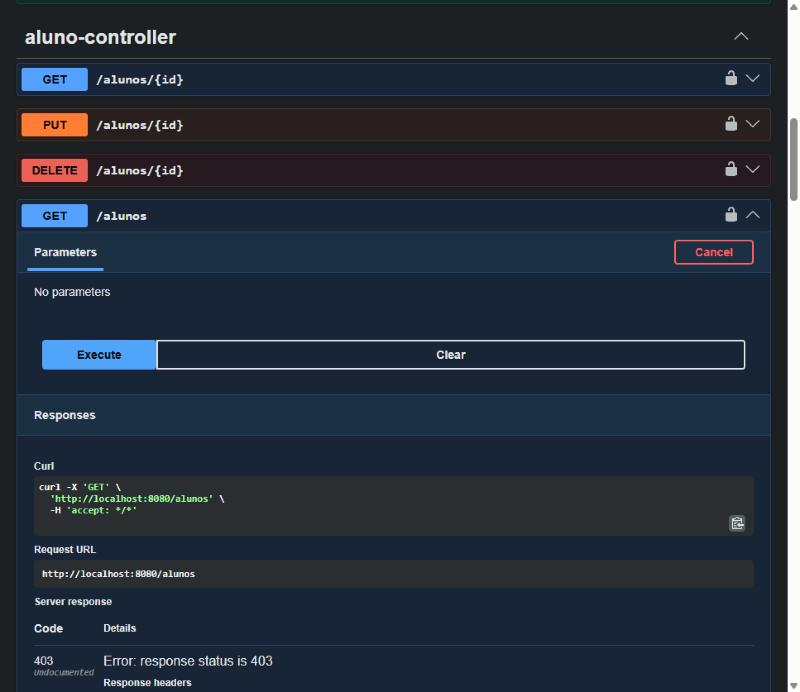 aluno-controller
GET /alunos/{id}
PUT /alunos/{id}
DELETE /alunos/{id}
GET /alunos
Parameters Cancel
No parameters
Execute Clear
Responses
Curl
curl -X 'GET' \
'http://localhost:8080/alunos' \
-H 'accept: */*'
Request URL
http://localhost:8080/alunos
Server response
Code Details
403 Error: response status is 403
Undocumented
Response headers